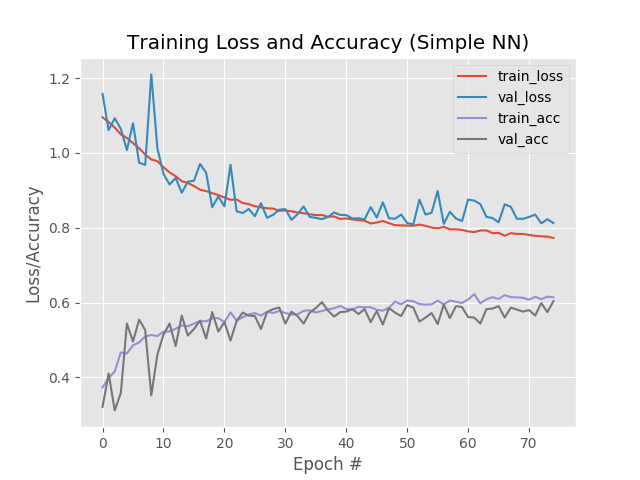 Training Loss and Accuracy (Simple NN)
train_loss
val_loss
train_acc
val_acc
1.2
1.0
0.8
0.6
0.4
Loss/Accuracy
0 10 20 30 40 50 60 70
Epoch #